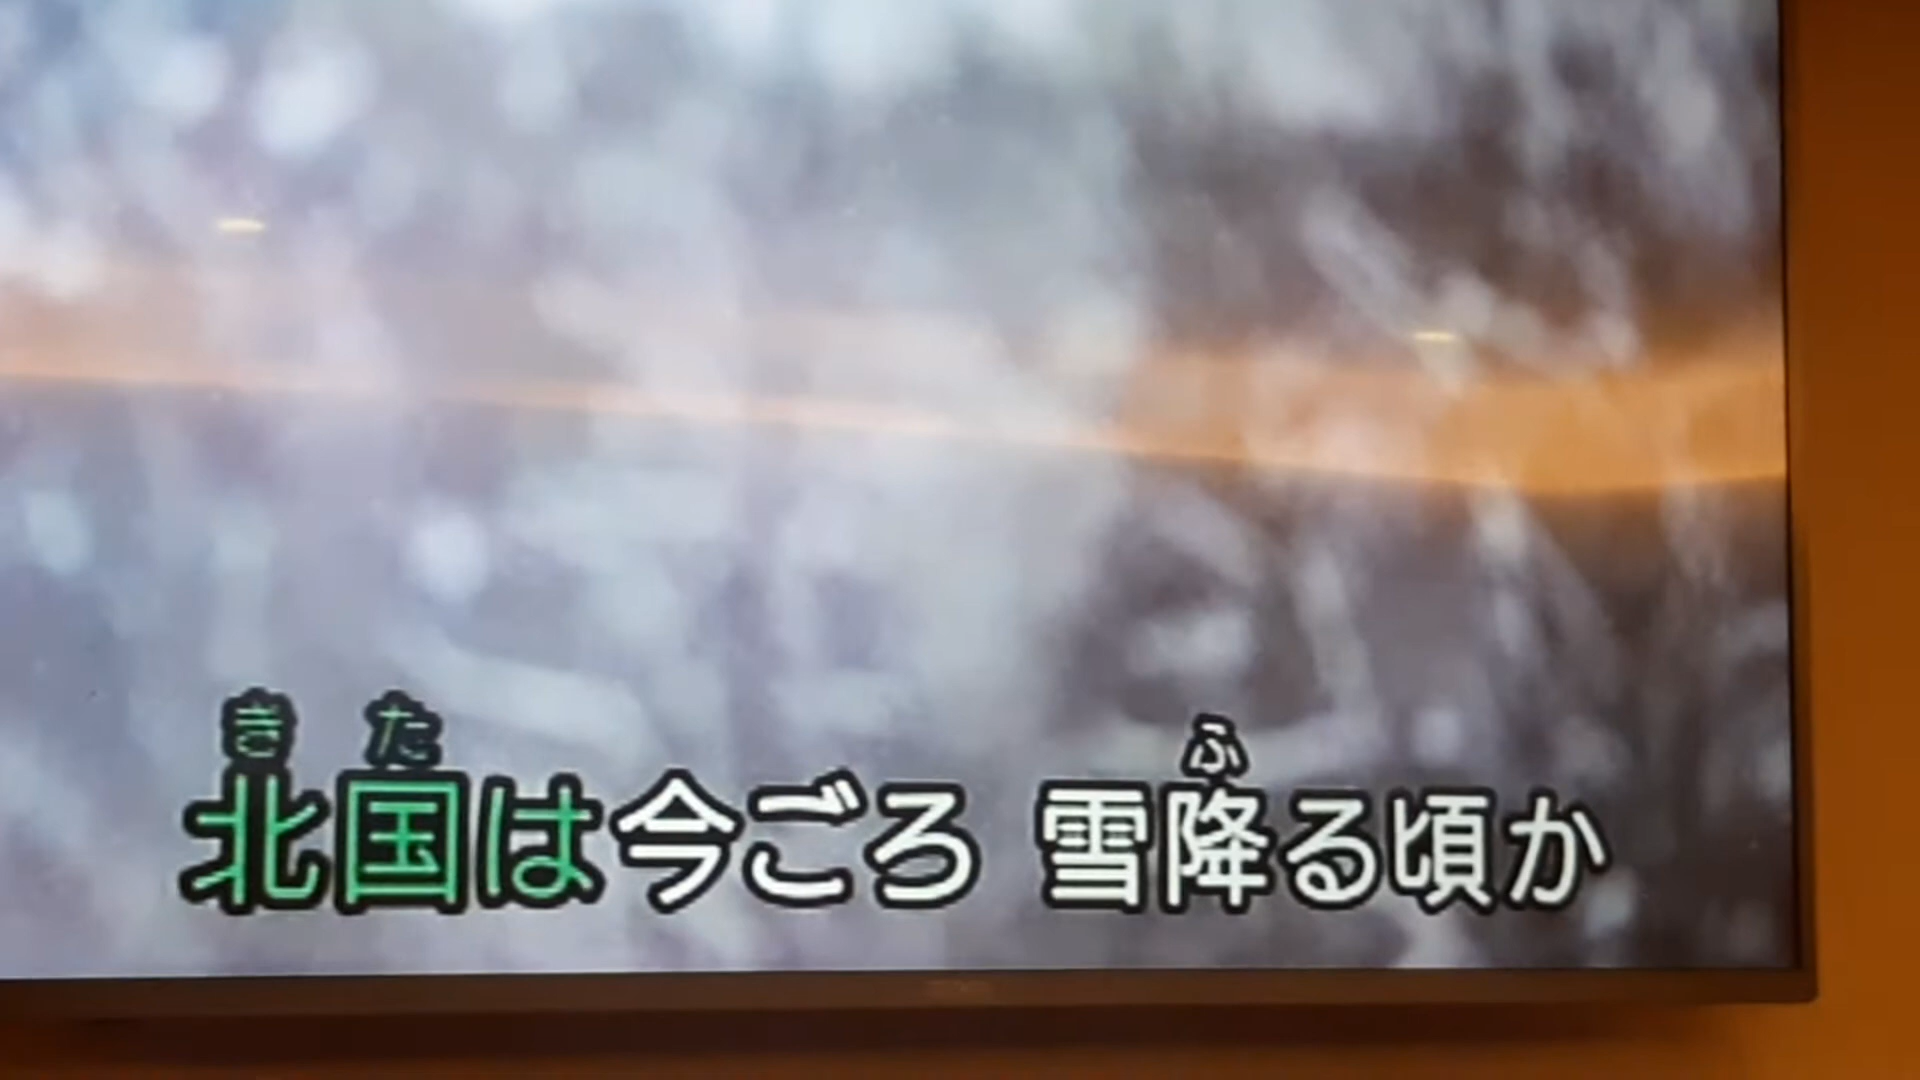 きた ふ
北国は今ごろ 雪降る頃か